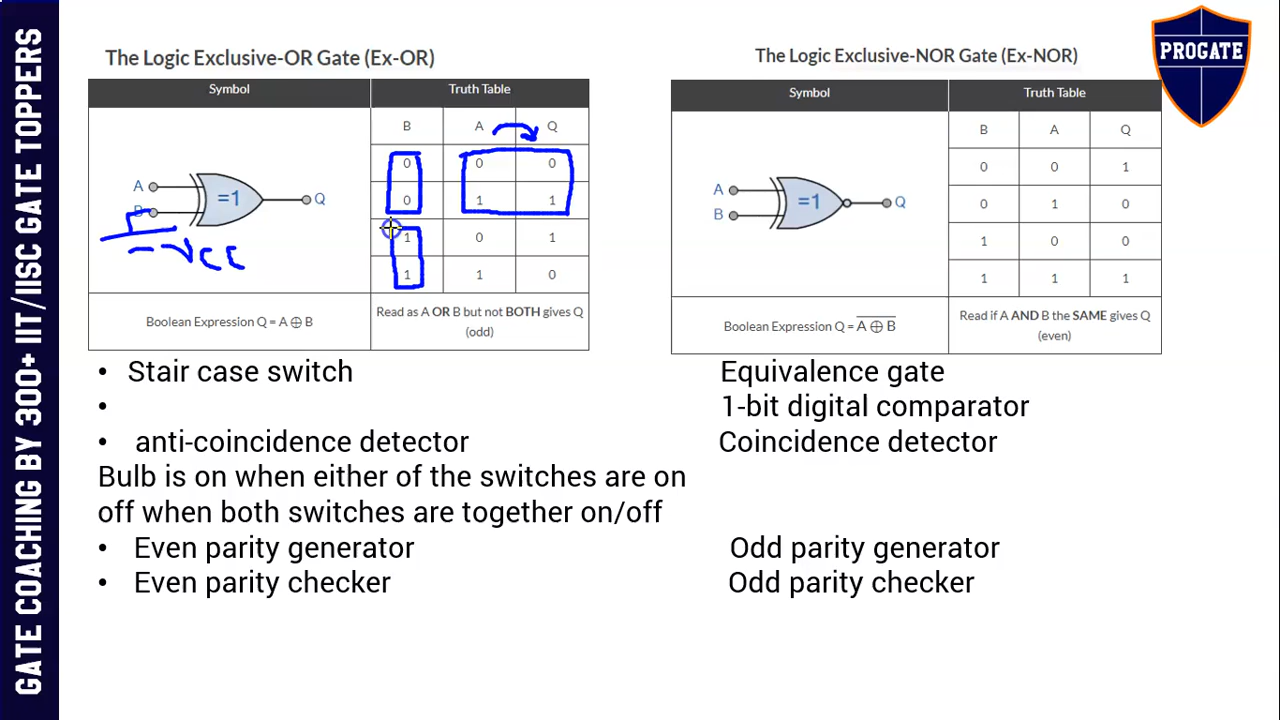 GATE COACHING BY 300+ IIT/IISC GATE TOPPERS
PROGATE
The Logic Exclusive-OR Gate (Ex-OR)
Symbol Truth Table
B A Q
0 0 0
0 1 1
1 0 1
1 1 0
A
B
=1
Q
-VCC
Boolean Expression Q = A ⊕ B
Read as A OR B but not BOTH gives Q
(odd)
The Logic Exclusive-NOR Gate (Ex-NOR)
Symbol Truth Table
B A Q
0 0 1
0 1 0
1 0 0
1 1 1
A
B
=1
Q
Boolean Expression Q = A̅ ̅⊕̅ ̅B̅
Read if A AND B the SAME gives Q
(even)
• Stair case switch
•
• anti-coincidence detector
Bulb is on when either of the switches are on
off when both switches are together on/off
• Even parity generator
• Even parity checker
Equivalence gate
1-bit digital comparator
Coincidence detector
Odd parity generator
Odd parity checker